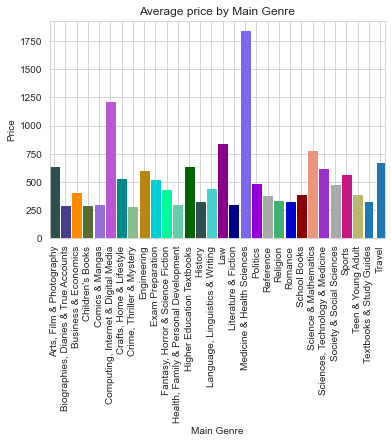 Average price by Main Genre
Price
1750
1500
1250
1000
750
500
250
0
Arts, Film & Photography
Biographies, Diaries & True Accounts
Business & Economics
Children's Books
Comics & Mangas
Computing, Internet & Digital Media
Crafts, Home & Lifestyle
Crime, Thriller & Mystery
Engineering
Exam Preparation
Fantasy, Horror & Science Fiction
Health, Family & Personal Development
Higher Education Textbooks
History
Language, Linguistics & Writing
Law
Literature & Fiction
Medicine & Health Sciences
Politics
Reference
Religion
Romance
School Books
Science & Mathematics
Sciences, Technology & Medicine
Society & Social Sciences
Sports
Teen & Young Adult
Textbooks & Study Guides
Travel
Main Genre